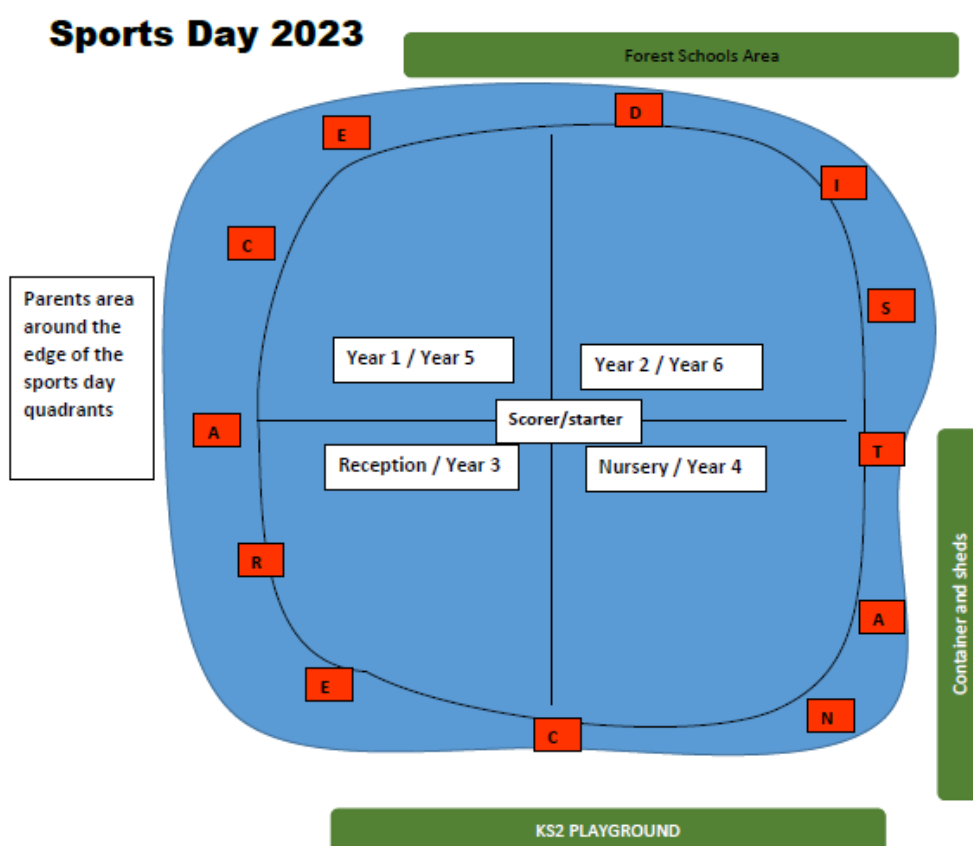 Sports Day 2023
Forest Schools Area
D
E
I
C
S
Parents area
around the
edge of the
sports day
quadrants
Year 1 / Year 5
Year 2 / Year 6
Scorer/starter
A
T
Reception / Year 3
Nursery / Year 4
R
A
E
N
C
Container and sheds
KS2 PLAYGROUND